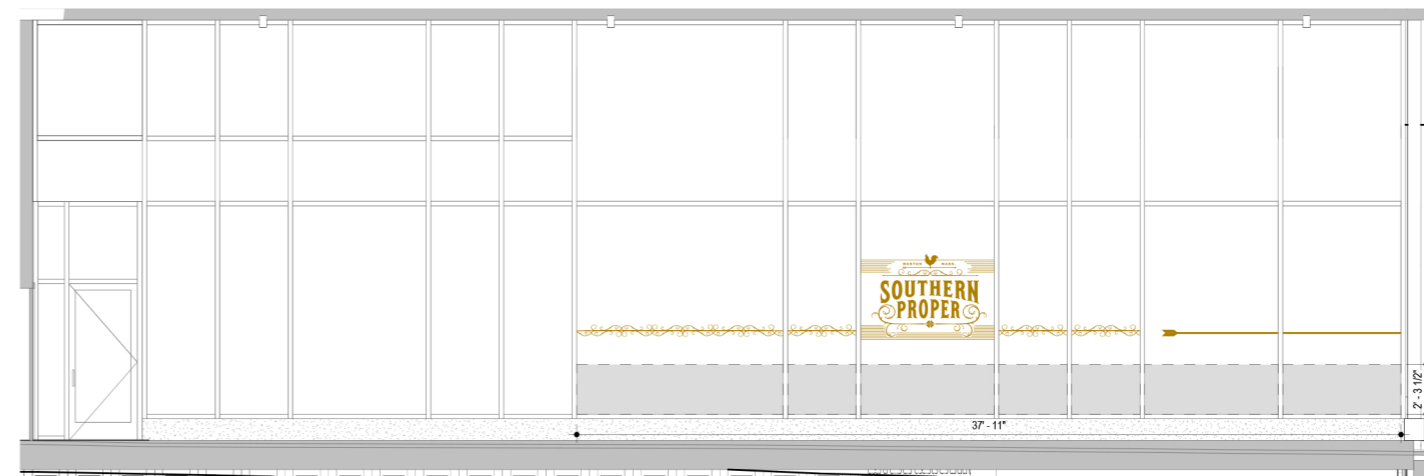 BOSTON MASS.
SOUTHERN
PROPER
2' - 3 1/2"
37' - 11"